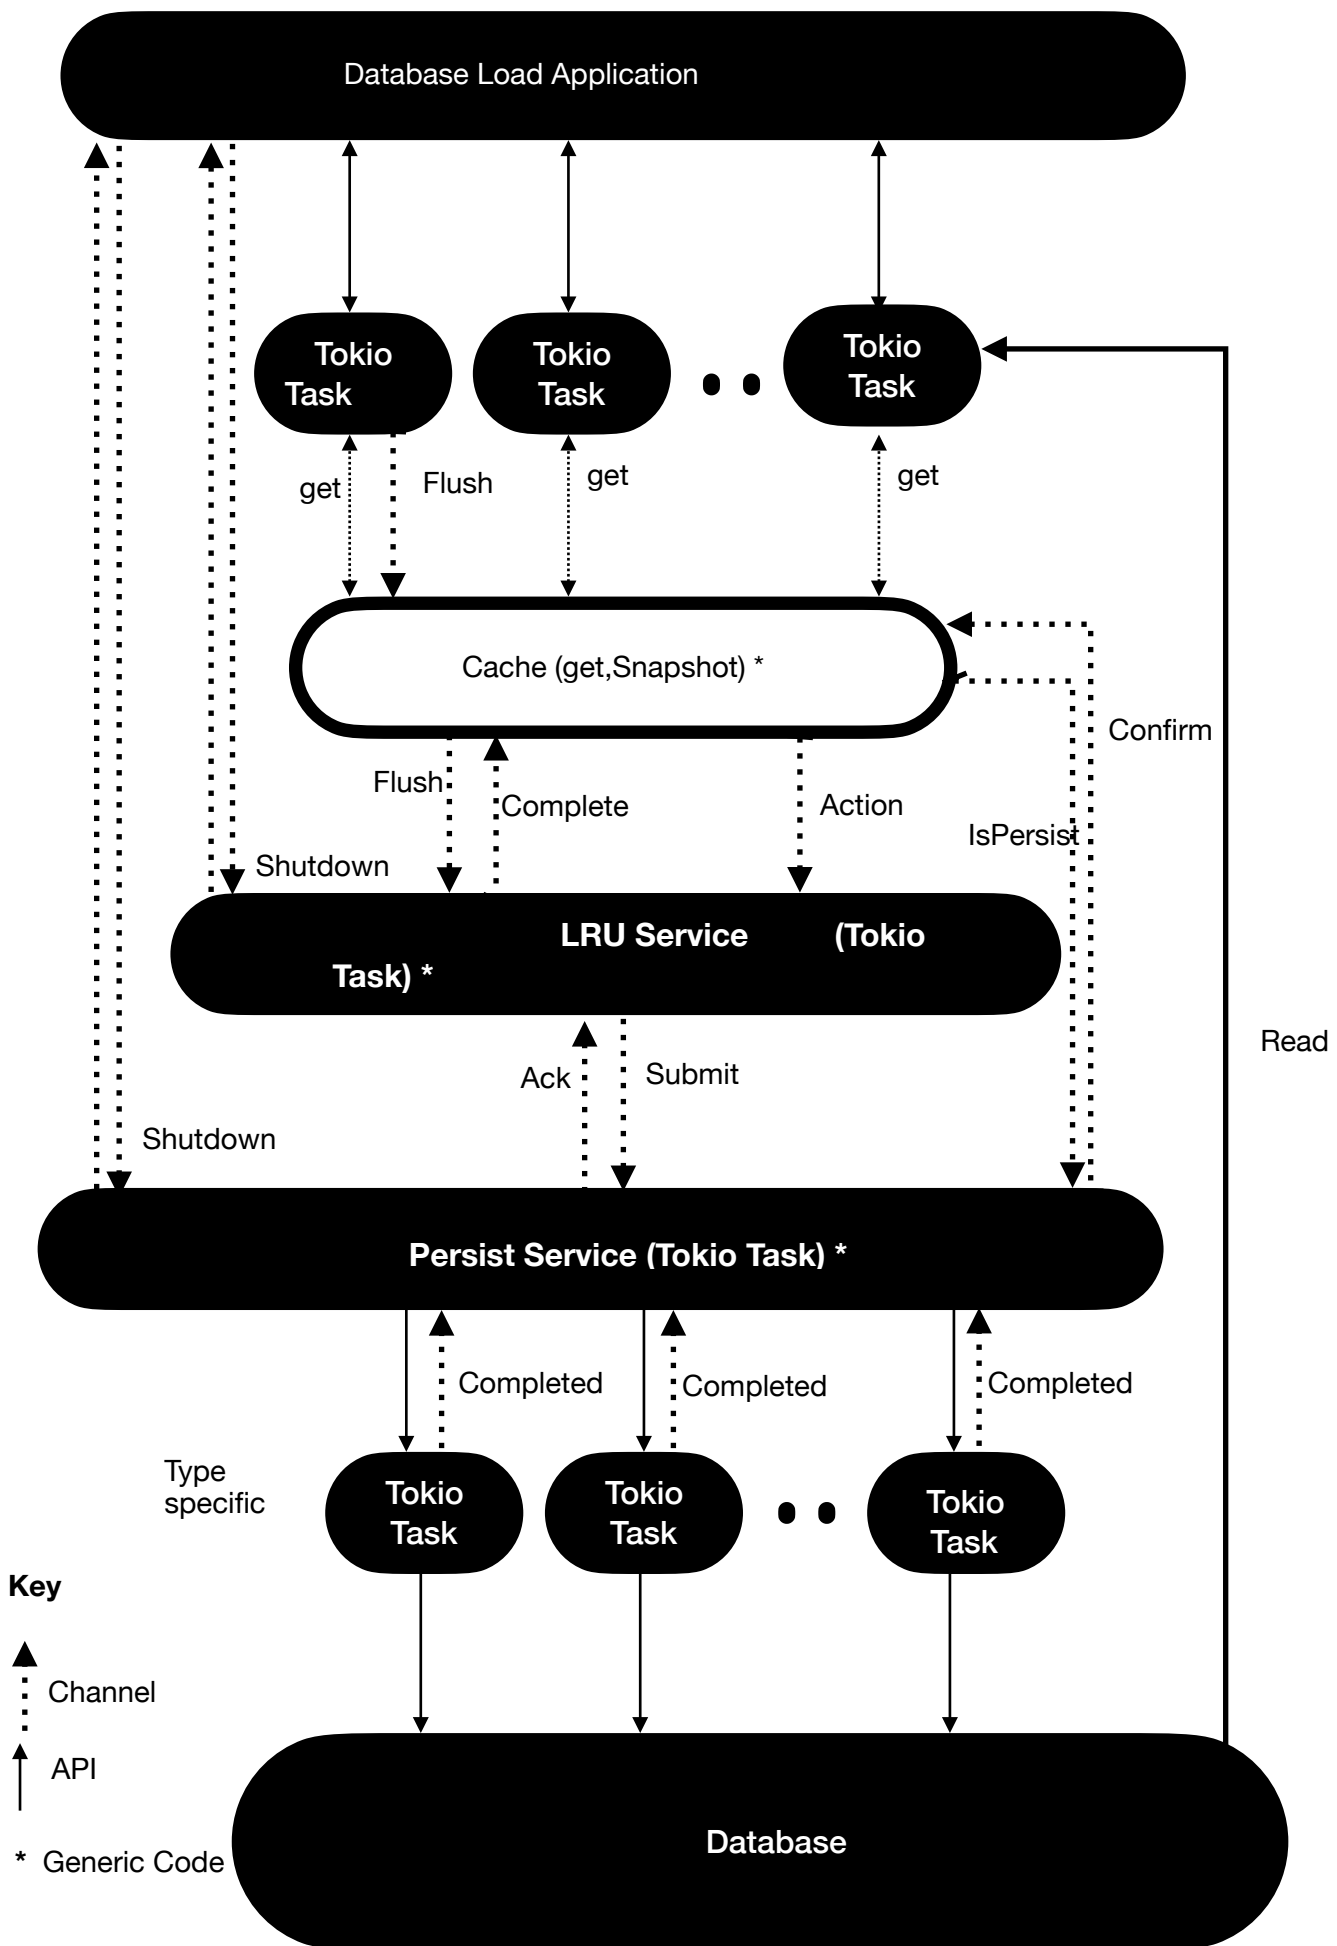 Database Load Application
Tokio
Task
Tokio
Task
Tokio
Task
get
Flush
get
get
Cache (get,Snapshot) *
Confirm
Flush
Complete
Action
IsPersist
Shutdown
LRU Service (Tokio
Task) *
Read
Ack
Submit
Shutdown
Persist Service (Tokio Task) *
Completed
Completed
Completed
Type
specific
Tokio
Task
Tokio
Task
Tokio
Task
Key
Channel
API
* Generic Code
Database